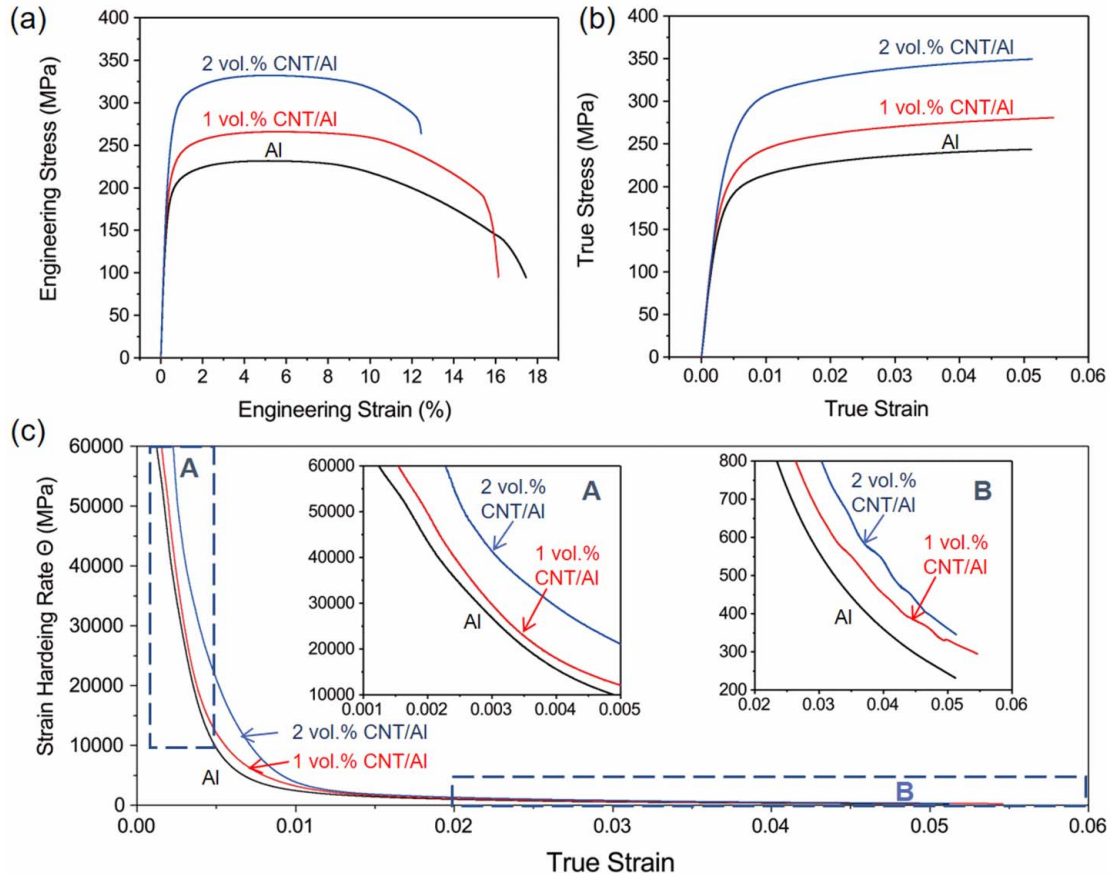 (a)
400
350
300
250
200
150
100
50
0
Engineering Stress (MPa)
2 vol.% CNT/Al
1 vol.% CNT/Al
Al
0 2 4 6 8 10 12 14 16 18
Engineering Strain (%)
(b)
400
350
300
250
200
150
100
50
0
True Stress (MPa)
2 vol.% CNT/Al
1 vol.% CNT/Al
Al
0.00 0.01 0.02 0.03 0.04 0.05 0.06
True Strain
(c)
60000
50000
40000
30000
20000
10000
0
Strain Hardeing Rate Θ (MPa)
A
2 vol.% CNT/Al
1 vol.% CNT/Al
Al
B
0.00 0.01 0.02 0.03 0.04 0.05 0.06
True Strain
60000
50000
40000
30000
20000
10000
A
2 vol.%
CNT/Al
1 vol.%
CNT/Al
Al
0.001 0.002 0.003 0.004 0.005
800
700
600
500
400
300
200
B
2 vol.%
CNT/Al
1 vol.%
CNT/Al
Al
0.02 0.03 0.04 0.05 0.06